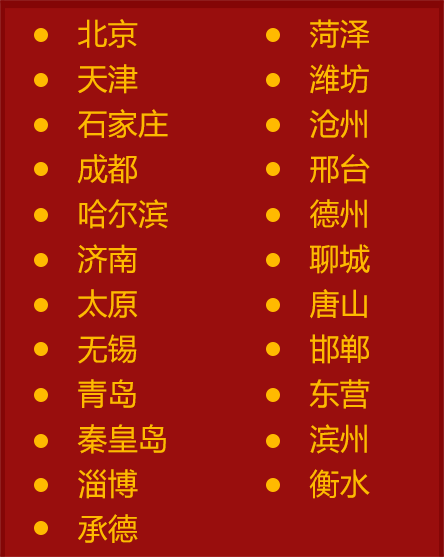 北京
天津
石家庄
成都
哈尔滨
济南
太原
无锡
青岛
秦皇岛
淄博
承德
菏泽
潍坊
沧州
邢台
德州
聊城
唐山
邯郸
东营
滨州
衡水